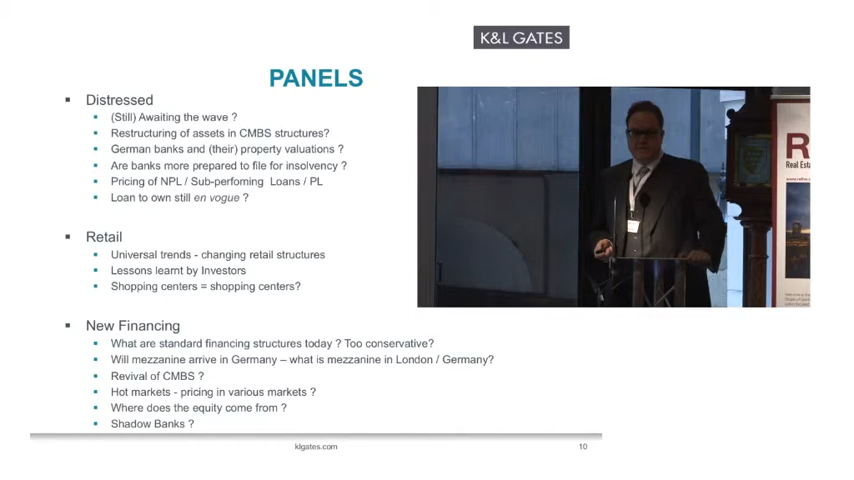 K&L GATES
PANELS
Distressed
(Still) Awaiting the wave ?
Restructuring of assets in CMBS structures?
German banks and (their) property valuations ?
Are banks more prepared to file for insolvency ?
Pricing of NPL / Sub-perfoming Loans / PL
Loan to own still en vogue ?
Retail
Universal trends - changing retail structures
Lessons learnt by Investors
Shopping centers = shopping centers?
New Financing
What are standard financing structures today ? Too conservative?
Will mezzanine arrive in Germany – what is mezzanine in London / Germany?
Revival of CMBS ?
Hot markets - pricing in various markets ?
Where does the equity come from ?
Shadow Banks ?
klgates.com
10
R
Real Esta